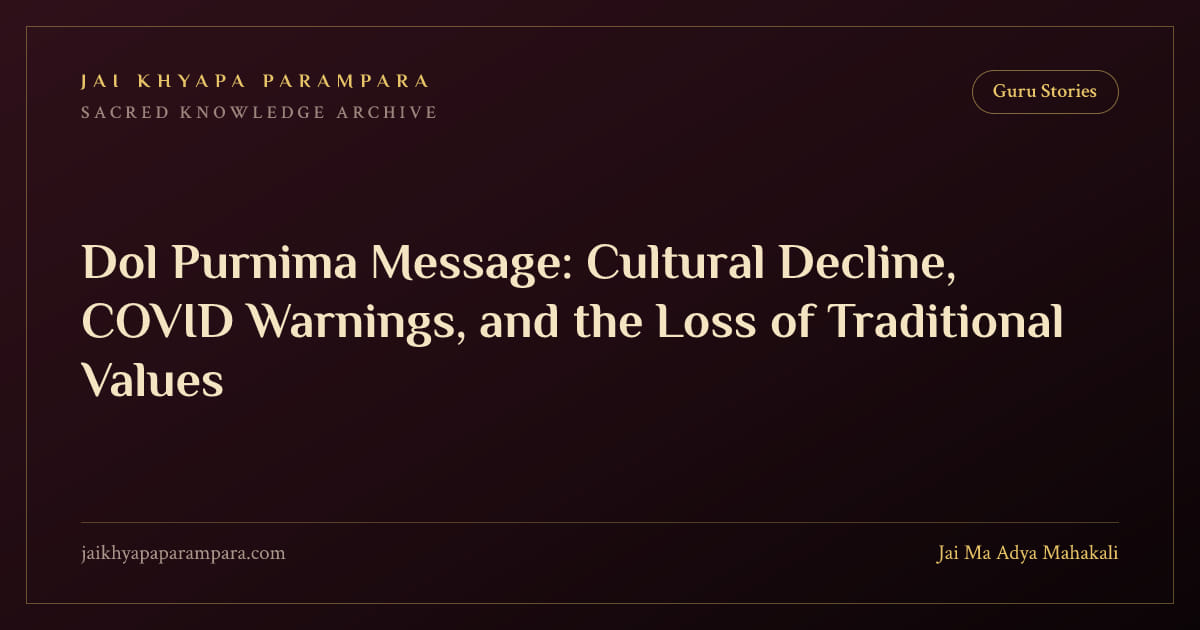 JAI KHYAPA PARAMPARA
SACRED KNOWLEDGE ARCHIVE
Guru Stories
Dol Purnima Message: Cultural Decline,
COVID Warnings, and the Loss of Traditional
Values
jaikhyapaparampara.com
Jai Ma Adya Mahakali